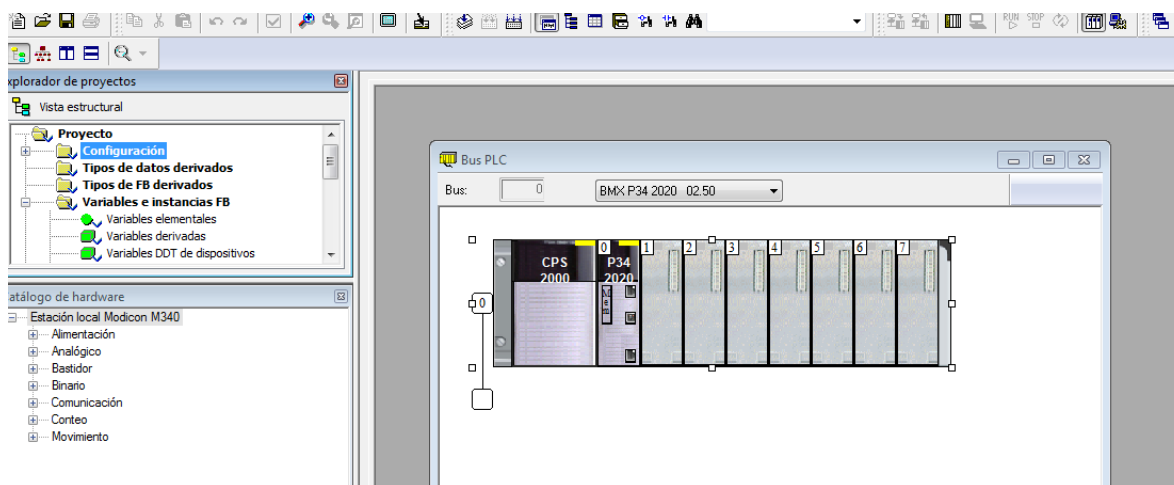 RUN STOP
xplorador de proyectos
Vista estructural
Proyecto
Configuración
Tipos de datos derivados
Tipos de FB derivados
Variables e instancias FB
Variables elementales
Variables derivadas
Variables DDT de dispositivos
atálogo de hardware
Estación local Modicon M340
Alimentación
Analógico
Bastidor
Binario
Comunicación
Conteo
Movimiento
Bus PLC
Bus: 0 BMX P34 2020 02.50
0 1 2 3 4 5 6 7
CPS 2000
P34 2020
Mem
0